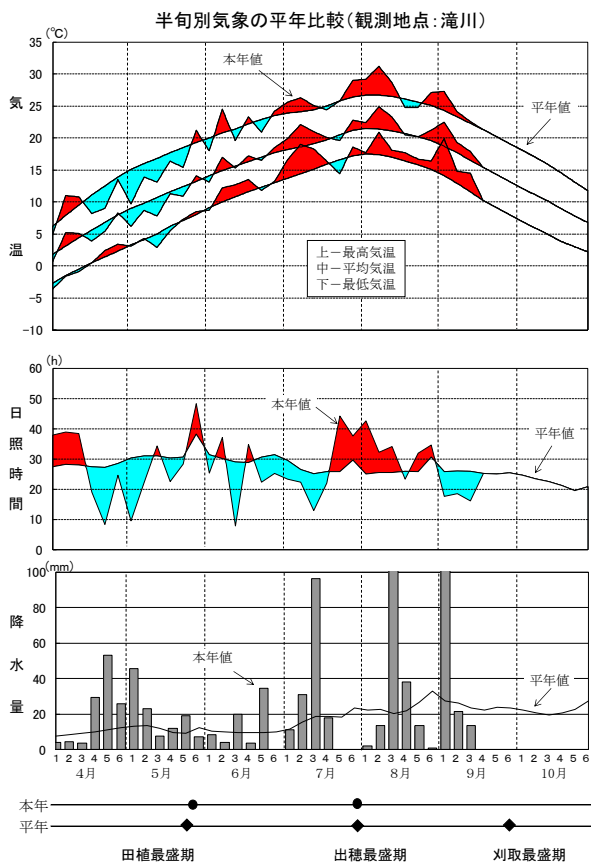 半旬別気象の平年比較(観測地点:滝川)
(℃)
35
30
25
20
15
10
5
0
−5
−10
気温
本年値
平年値
上−最高気温
中−平均気温
下−最低気温
(h)
60
50
40
30
20
10
0
日照時間
本年値
平年値
(mm)
100
80
60
40
20
0
降水量
本年値
平年値
1 2 3 4 5 6 1 2 3 4 5 6 1 2 3 4 5 6 1 2 3 4 5 6 1 2 3 4 5 6 1 2 3 4 5 6 1 2 3 4 5 6
4月 5月 6月 7月 8月 9月 10月
本年
平年
田植最盛期 出穂最盛期 刈取最盛期